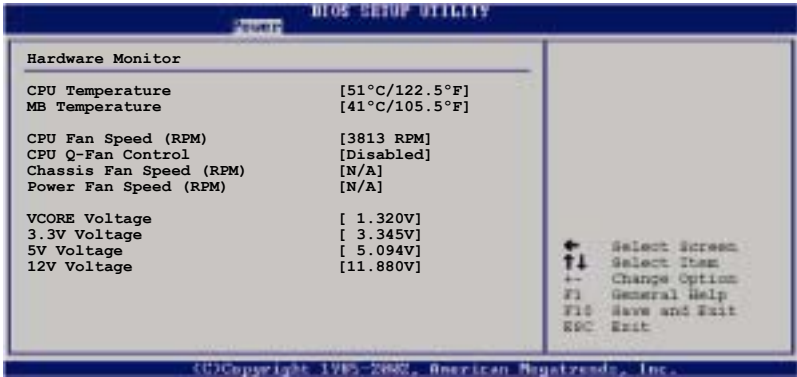 BIOS SETUP UTILITY
Power
Hardware Monitor
CPU Temperature [51°C/122.5°F]
MB Temperature [41°C/105.5°F]
CPU Fan Speed (RPM) [3813 RPM]
CPU Q-Fan Control [Disabled]
Chassis Fan Speed (RPM) [N/A]
Power Fan Speed (RPM) [N/A]
VCORE Voltage [ 1.320V]
3.3V Voltage [ 3.345V]
5V Voltage [ 5.094V]
12V Voltage [11.880V]
← Select Screen
↑↓ Select Item
+- Change Option
F1 General Help
F10 Save and Exit
ESC Exit
(C)Copyright 1985-2002, American Megatrends, Inc.